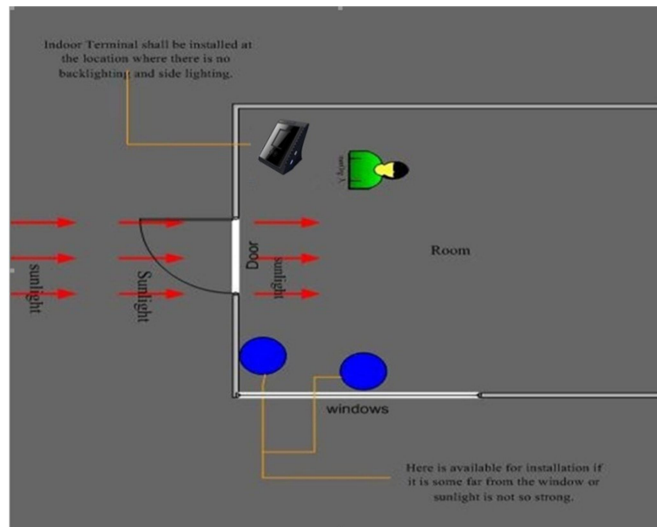 Indoor Terminal shall be installed at
the location where there is no
backlighting and side lighting.
sunlight
Sunlight
Door
sunlight
Room
windows
Here is available for installation if
it is some far from the window or
sunlight is not so strong.